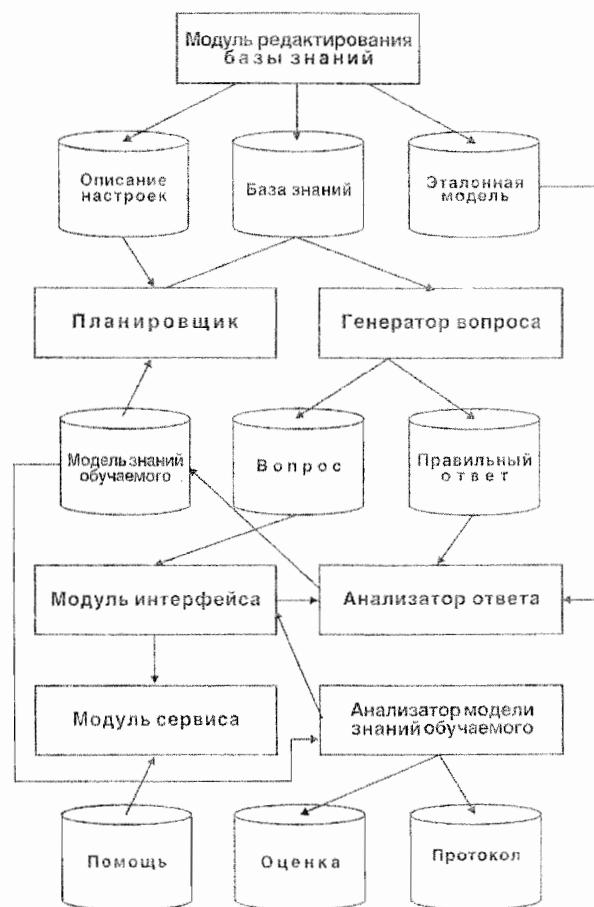 Модуль редактирования
базы знаний
Описание
настроек
База знаний
Эталонная
модель
Планировщик
Генератор вопроса
Модель знаний
обучаемого
Вопрос
Правильный
ответ
Модуль интерфейса
Анализатор ответа
Модуль сервиса
Анализатор модели
знаний обучаемого
Помощь
Оценка
Протокол